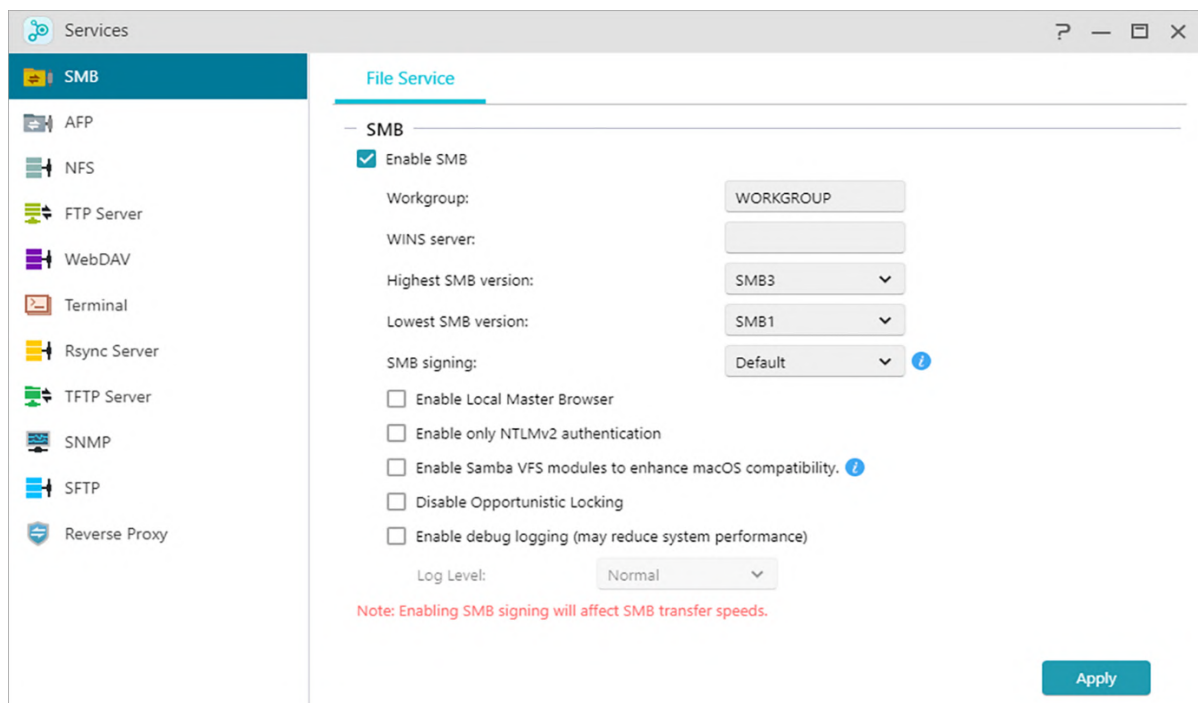 Services
SMB
AFP
NFS
FTP Server
WebDAV
Terminal
Rsync Server
TFTP Server
SNMP
SFTP
Reverse Proxy
File Service
SMB
Enable SMB
Workgroup: WORKGROUP
WINS server:
Highest SMB version: SMB3
Lowest SMB version: SMB1
SMB signing: Default
Enable Local Master Browser
Enable only NTLMv2 authentication
Enable Samba VFS modules to enhance macOS compatibility.
Disable Opportunistic Locking
Enable debug logging (may reduce system performance)
Log Level: Normal
Note: Enabling SMB signing will affect SMB transfer speeds.
Apply